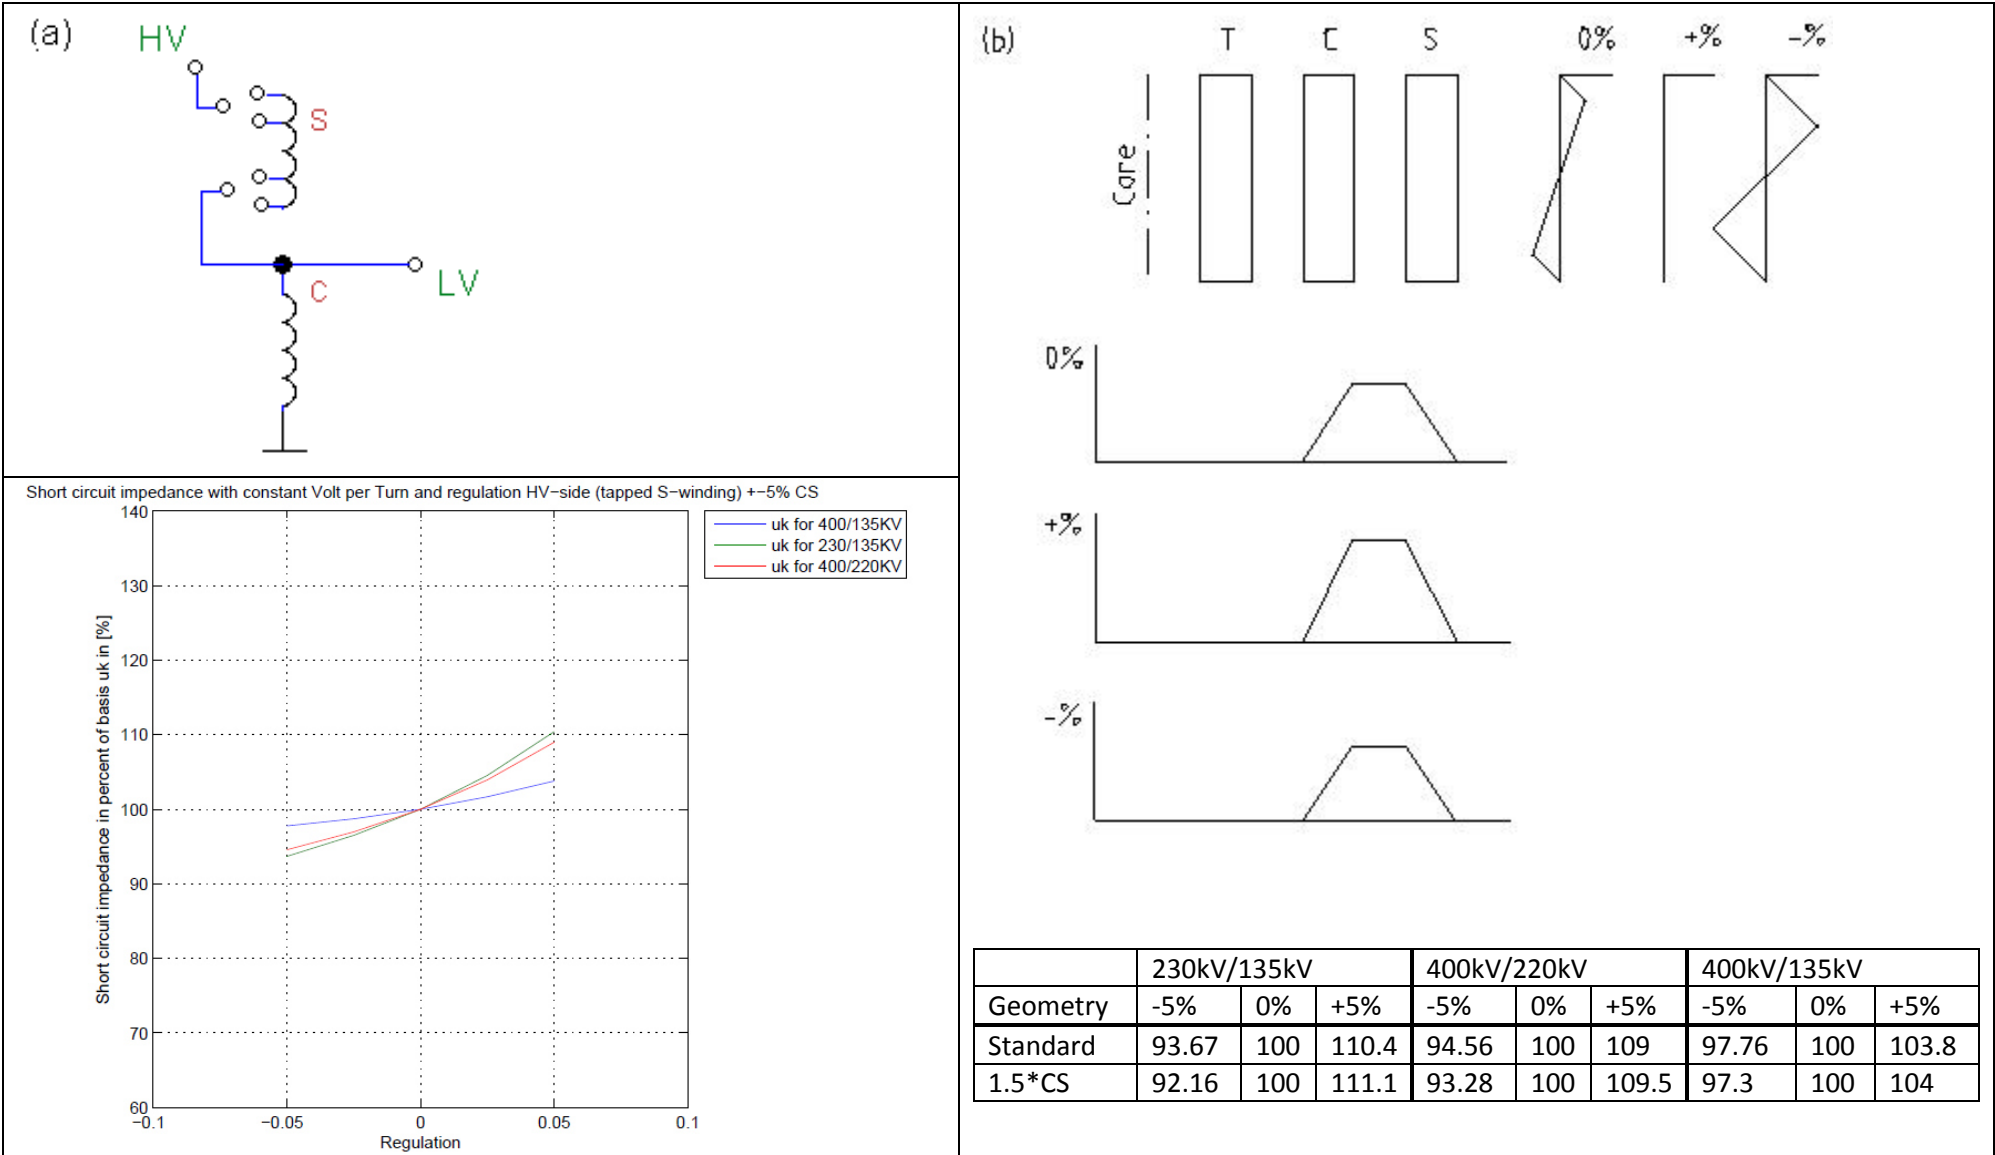 (a)
HV
S
LV
C
Short circuit impedance with constant Volt per Turn and regulation HV−side (tapped S−winding) +−5% CS
140
130
120
110
100
90
80
70
60
−0.1
−0.05
0
0.05
0.1
Regulation
Short circuit impedance in percent of basis uk in [%]
uk for 400/135KV
uk for 230/135KV
uk for 400/220KV
(b)
T C S 0% +% -%
Core
0%
+%
-%
230kV/135kV 400kV/220kV 400kV/135kV
Geometry -5% 0% +5% -5% 0% +5% -5% 0% +5%
Standard 93.67 100 110.4 94.56 100 109 97.76 100 103.8
1.5*CS 92.16 100 111.1 93.28 100 109.5 97.3 100 104